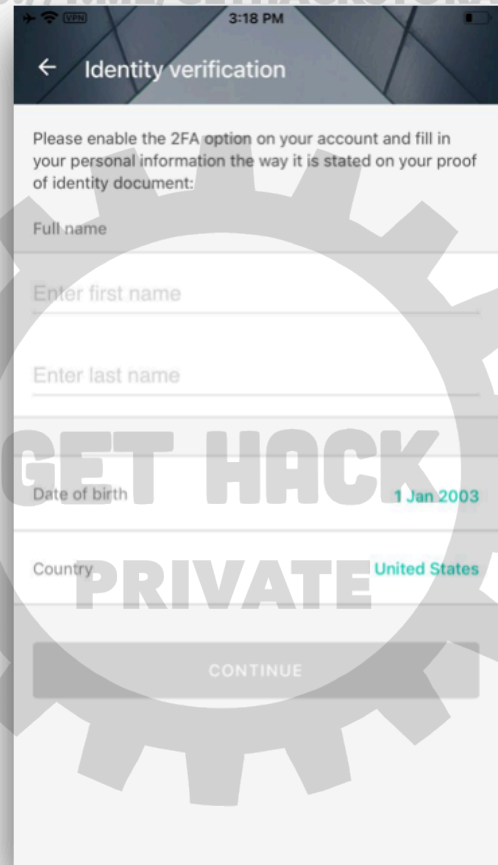 VPN
3:18 PM
Identity verification
Please enable the 2FA option on your account and fill in
your personal information the way it is stated on your proof
of identity document:
Full name
Enter first name
Enter last name
GET HACK
Date of birth 1 Jan 2003
Country United States
PRIVATE
CONTINUE